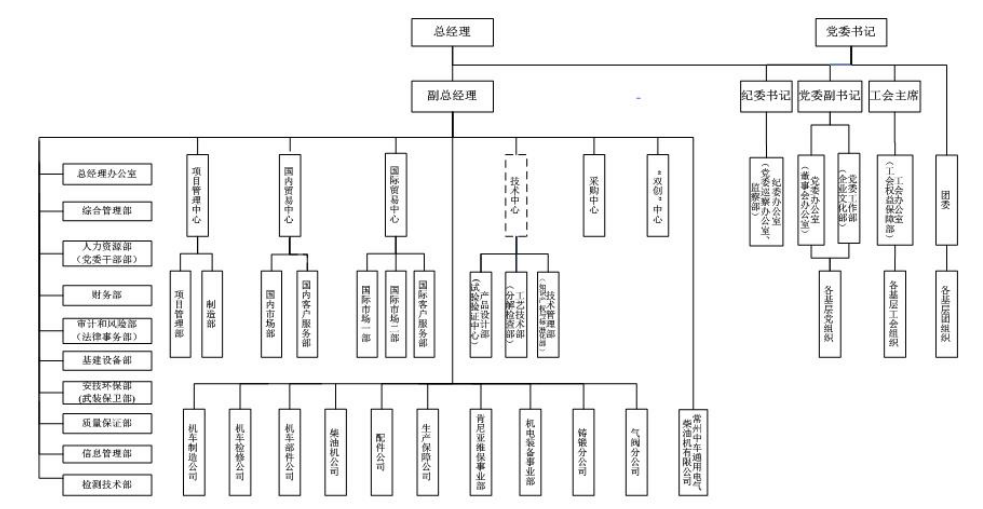 总经理
党委书记
副总经理
纪委书记
党委副书记
工会主席
总经理办公室
综合管理部
人力资源部
（党委干部部）
财务部
审计和风险部
（法律事务部）
基建设备部
安技环保部
(武装保卫部)
质量保证部
信息管理部
检测技术部
项目管理中心
国内贸易中心
国际贸易中心
技术中心
采购中心
“双创”中心
纪委办公室
（党委巡察办公室、
监察部）
党委办公室
（董事会办公室）
党委工作部
（企业文化部）
工会办公室
（工会权益保障部）
团委
项目管理部
制造部
国内市场部
国内客户服务部
国际市场一部
国际市场二部
国际客户服务部
产品设计部
（试验验证中心）
工艺技术部
（分解检查部）
技术管理部
各基层党组织
各基层工会组织
各基层团组织
机车制造公司
机车检修公司
机车部件公司
柴油机公司
配件公司
生产保障公司
肯尼亚维保事业部
机电装备事业部
铸锻分公司
气阀分公司
常州中车通用电气
柴油机有限公司